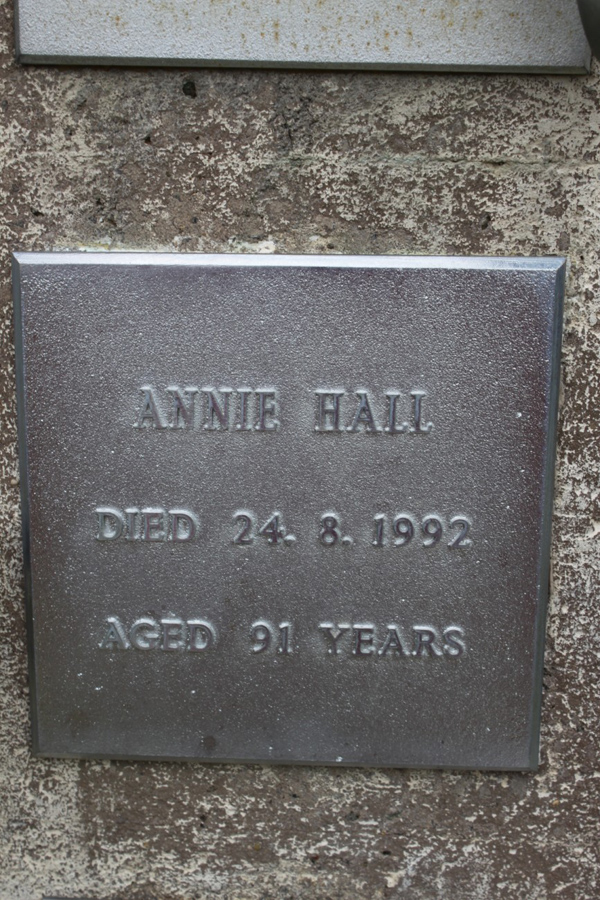 ANNIE HALL
DIED 24. 8. 1992
AGED 91 YEARS